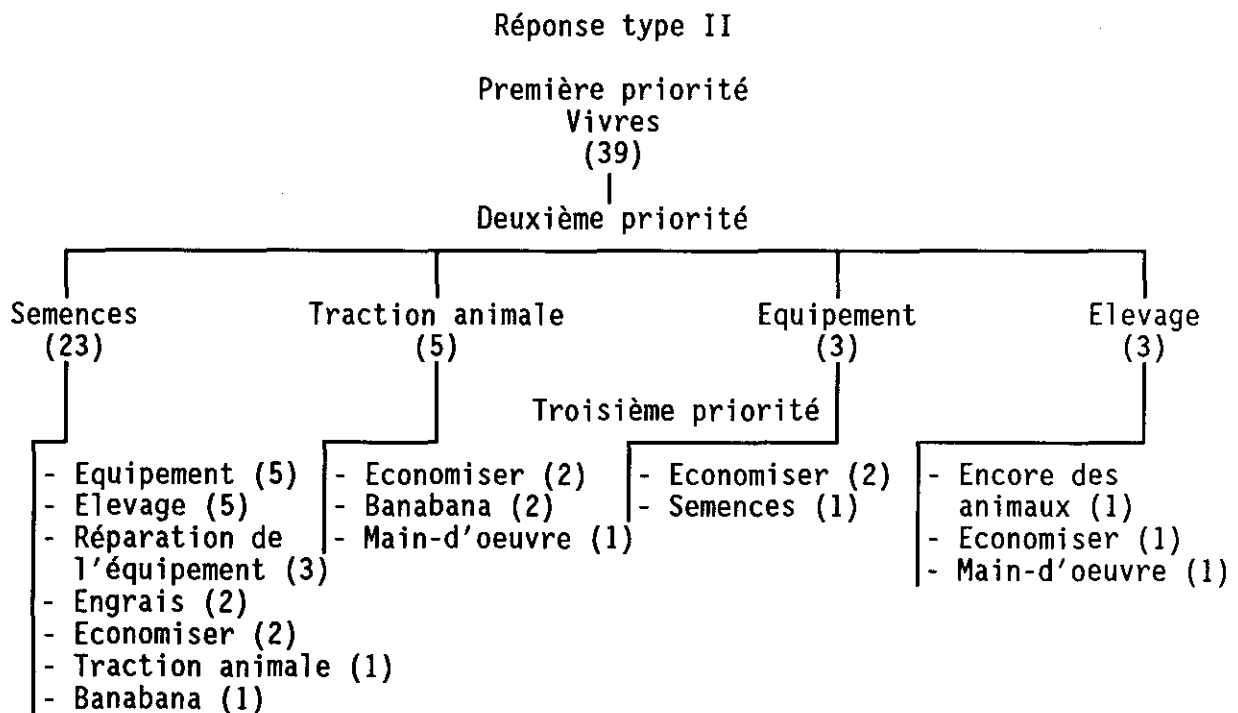 Réponse type II
Première priorité
Vivres
(39)
Deuxième priorité
Semences
(23)
Traction animale
(5)
Equipement
(3)
Elevage
(3)
Troisième priorité
- Equipement (5)
- Elevage (5)
- Réparation de
l'équipement (3)
- Engrais (2)
- Economiser (2)
- Traction animale (1)
- Banabana (1)
- Economiser (2)
- Banabana (2)
- Main-d'oeuvre (1)
- Economiser (2)
- Semences (1)
- Encore des
animaux (1)
- Economiser (1)
- Main-d'oeuvre (1)